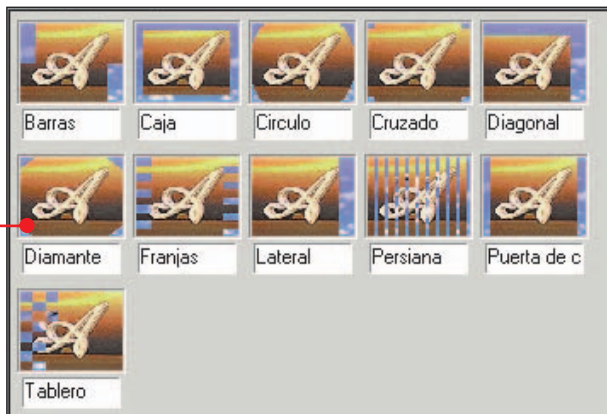 Barras
Caja
Circulo
Cruzado
Diagonal
Diamante
Franjas
Lateral
Persiana
Puerta de c
Tablero